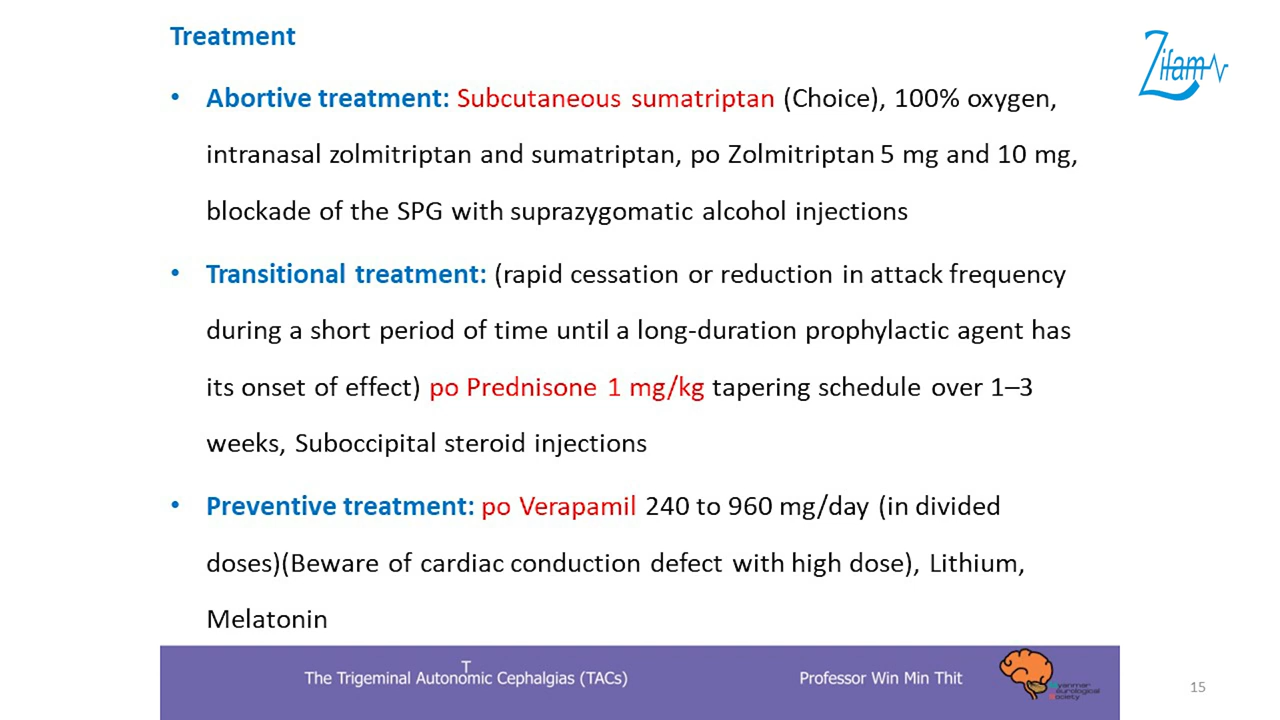 Treatment
Zifam
• Abortive treatment: Subcutaneous sumatriptan (Choice), 100% oxygen,
intranasal zolmitriptan and sumatriptan, po Zolmitriptan 5 mg and 10 mg,
blockade of the SPG with suprazygomatic alcohol injections
• Transitional treatment: (rapid cessation or reduction in attack frequency
during a short period of time until a long-duration prophylactic agent has
its onset of effect) po Prednisone 1 mg/kg tapering schedule over 1–3
weeks, Suboccipital steroid injections
• Preventive treatment: po Verapamil 240 to 960 mg/day (in divided
doses)(Beware of cardiac conduction defect with high dose), Lithium,
Melatonin
T
The Trigeminal Autonomic Cephalgias (TACs)
Professor Win Min Thit
Myanmar
Neurological
Society
15